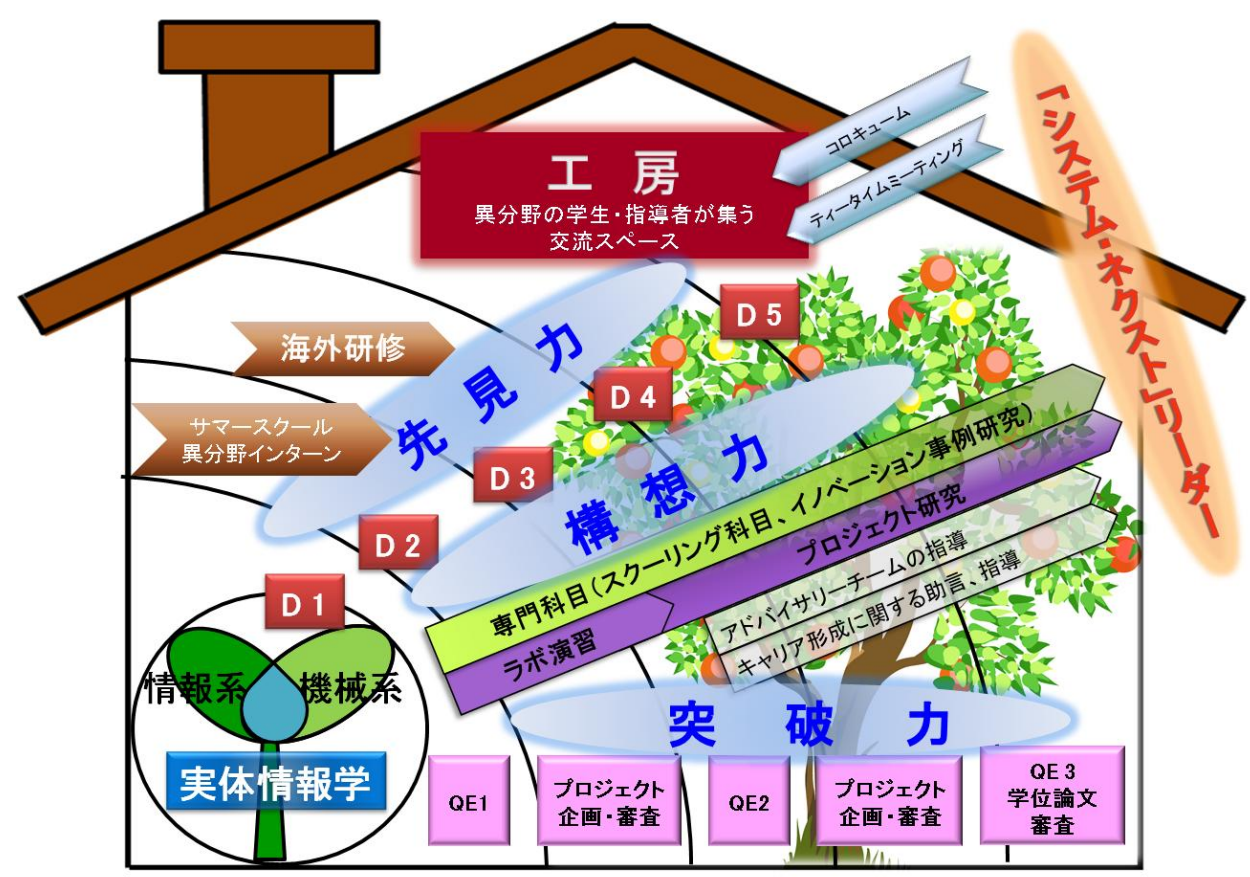 工 房
異分野の学生・指導者が集う
交流スペース
コロキューム
ティータイムミーティング
「システム・ネクスト」リーダー
海外研修
サマースクール
異分野インターン
先 見 力
構 想 力
突 破 力
D 5
D 4
D 3
D 2
D 1
専門科目(スクーリング科目、イノベーション事例研究)
ラボ演習
プロジェクト研究
アドバイサリーチームの指導
キャリア形成に関する助言、指導
情報系
機械系
実体情報学
QE1
プロジェクト
企画・審査
QE2
プロジェクト
企画・審査
QE 3
学位論文
審査